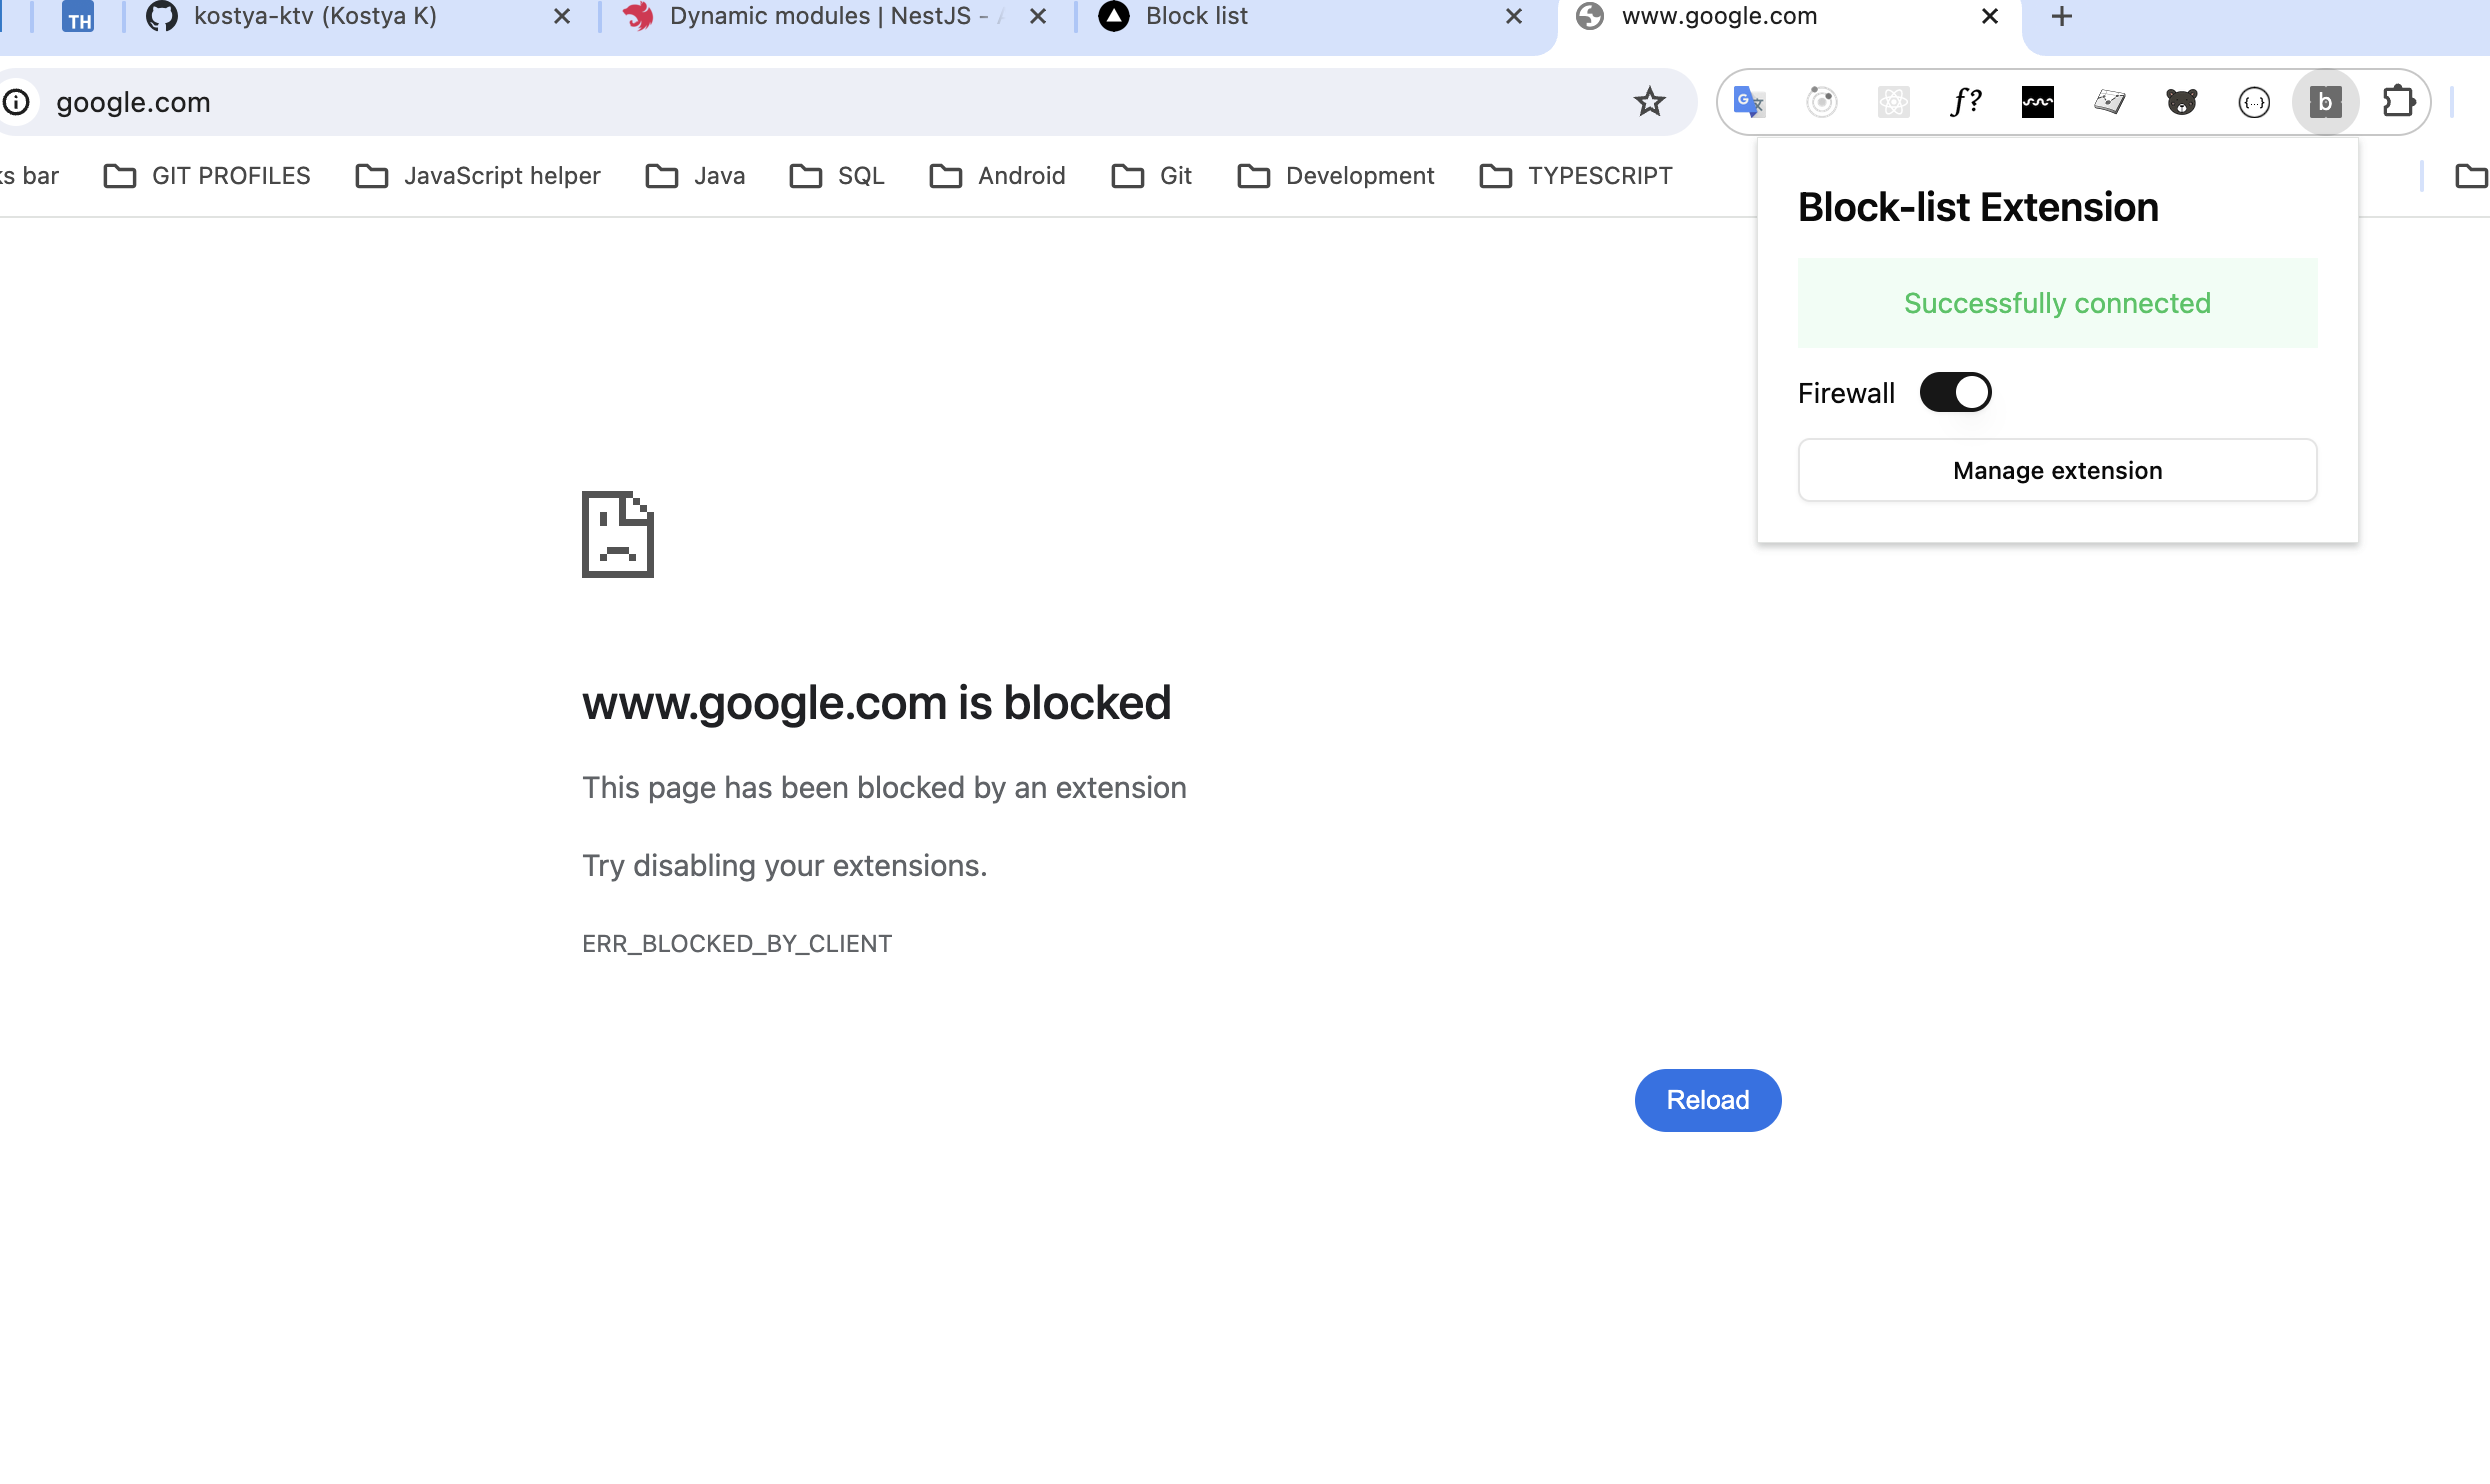 TH
kostya-ktv (Kostya K)
Dynamic modules | NestJS -
Block list
www.google.com
google.com
f?
{...}
b
ks bar
GIT PROFILES
JavaScript helper
Java
SQL
Android
Git
Development
TYPESCRIPT
Block-list Extension
Successfully connected
Firewall
Manage extension
www.google.com is blocked
This page has been blocked by an extension
Try disabling your extensions.
ERR_BLOCKED_BY_CLIENT
Reload